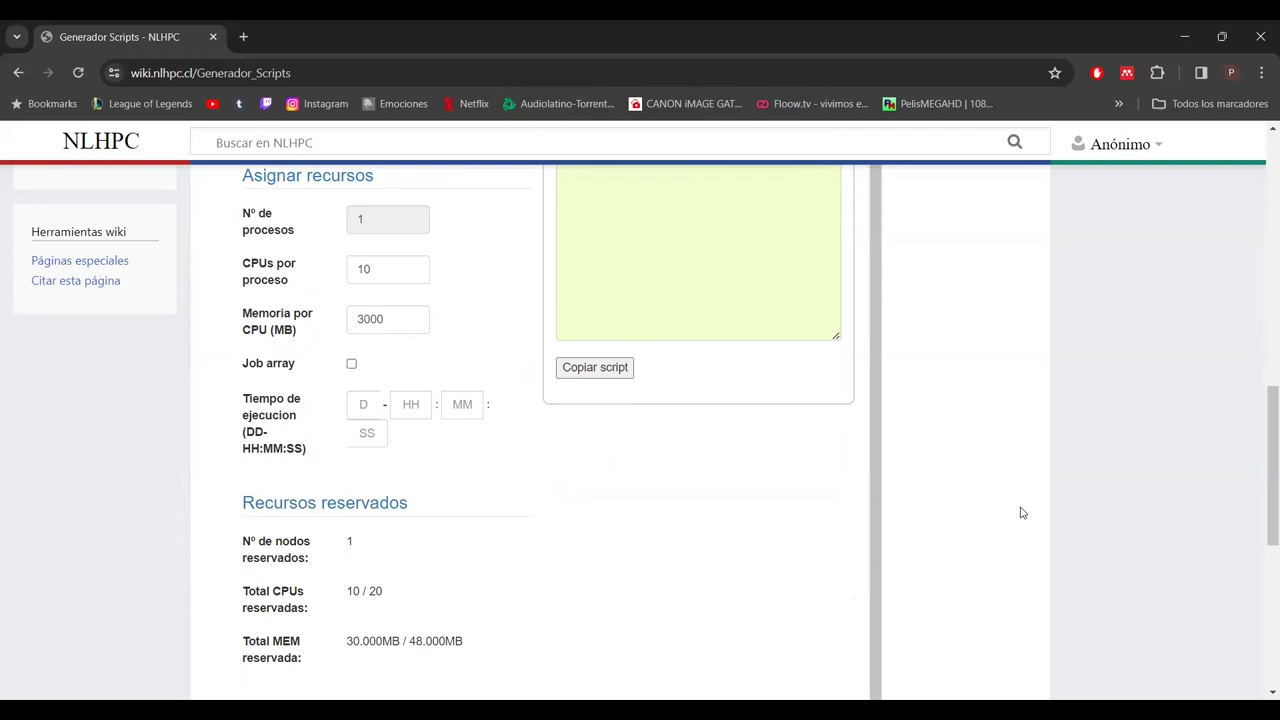 Generador Scripts - NLHPC
wiki.nlhpc.cl/Generador_Scripts
P
Bookmarks
League of Legends
Instagram
Emociones
Netflix
Audiolatino-Torrent...
CANON iMAGE GAT...
Floow.tv - vivimos e...
PelisMEGAHD | 108...
»
Todos los marcadores
NLHPC
Buscar en NLHPC
Anónimo
Herramientas wiki
Páginas especiales
Citar esta página
Asignar recursos
Nº de
procesos
1
CPUs por
proceso
10
Memoria por
CPU (MB)
3000
Job array
Tiempo de
ejecucion
(DD-
HH:MM:SS)
D - HH : MM :
SS
Copiar script
Recursos reservados
Nº de nodos
reservados:
1
Total CPUs
reservadas:
10 / 20
Total MEM
reservada:
30.000MB / 48.000MB